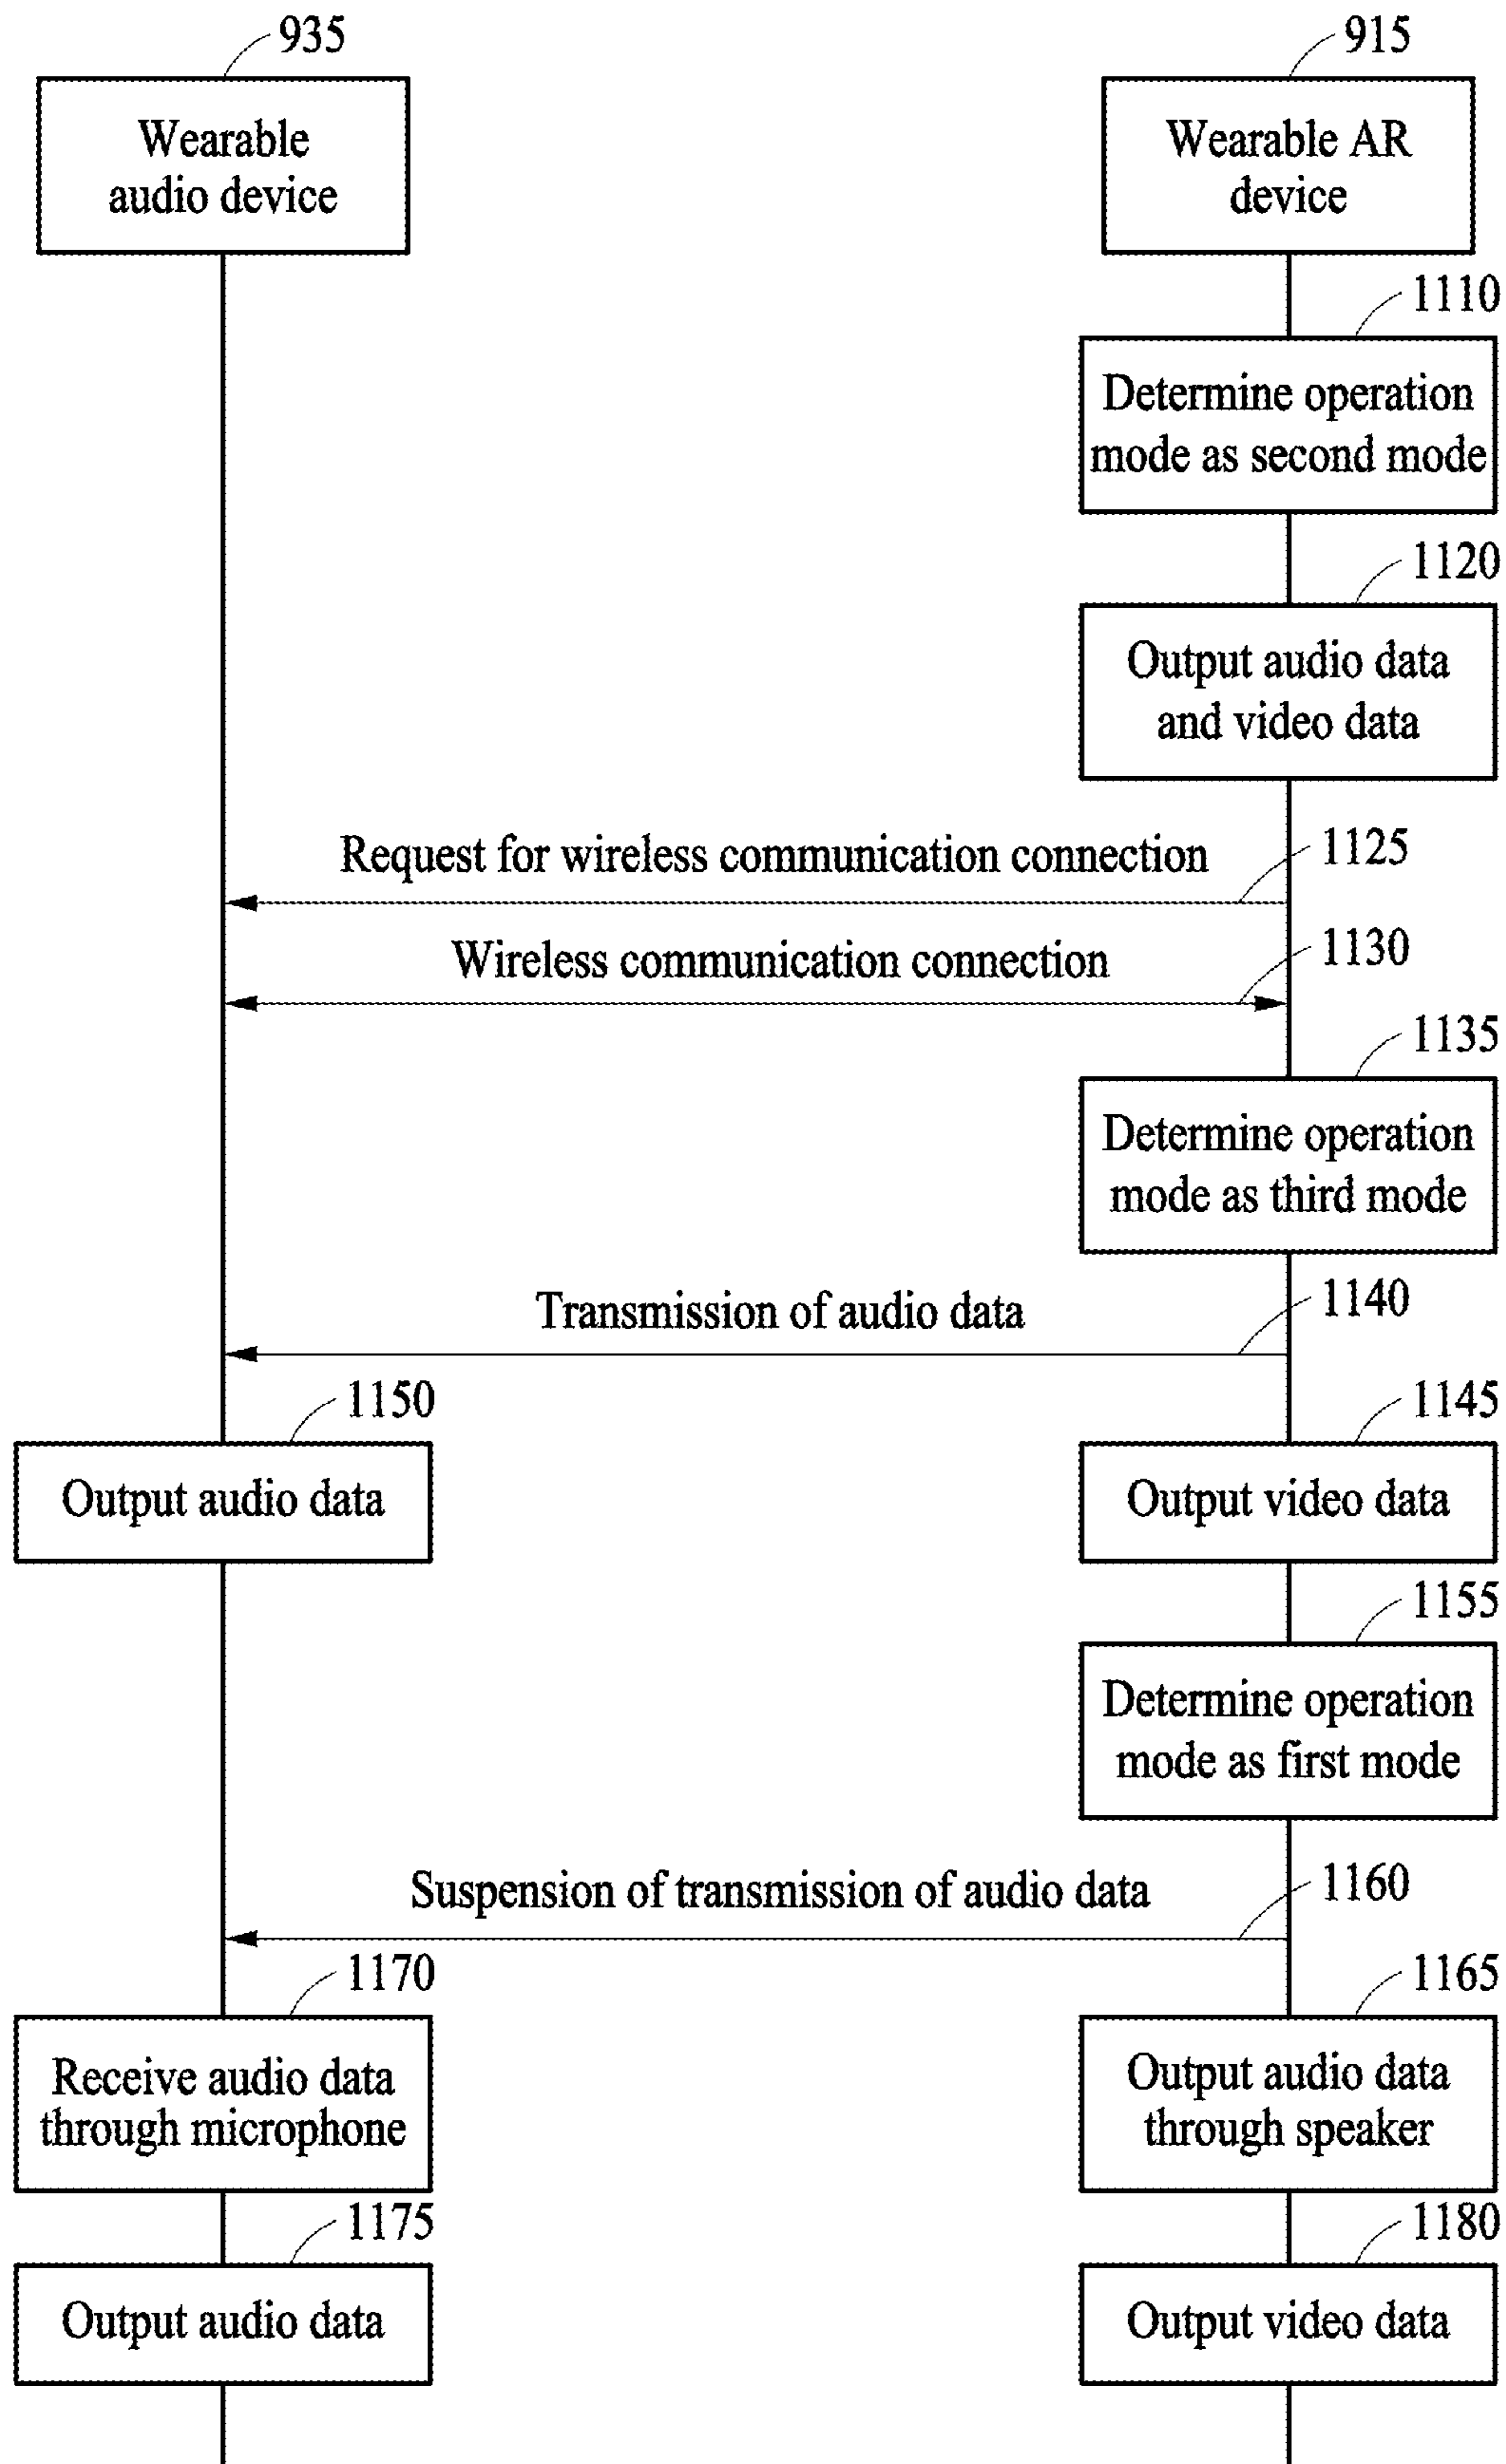 935
915
Wearable
audio device
Wearable AR
device
1110
Determine operation
mode as second mode
1120
Output audio data
and video data
Request for wireless communication connection
1125
Wireless communication connection
1130
1135
Determine operation
mode as third mode
Transmission of audio data
1140
1150
1145
Output audio data
Output video data
1155
Determine operation
mode as first mode
Suspension of transmission of audio data
1160
1170
1165
Receive audio data
through microphone
Output audio data
through speaker
1175
1180
Output audio data
Output video data